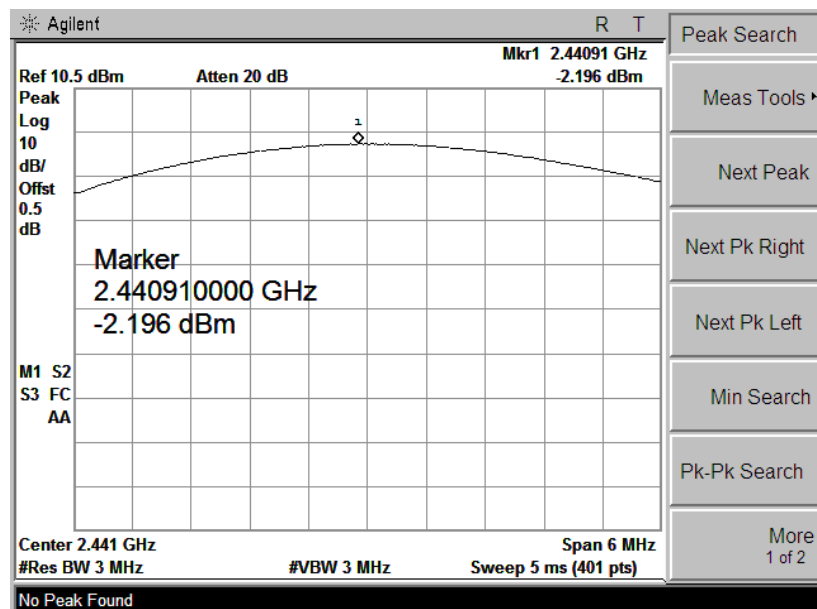 Agilent R T
Mkr1 2.44091 GHz
Ref 10.5 dBm Atten 20 dB -2.196 dBm
Peak
Log
10
dB/
Offst
0.5
dB
1
Marker
2.440910000 GHz
-2.196 dBm
M1 S2
S3 FC
AA
Center 2.441 GHz Span 6 MHz
#Res BW 3 MHz #VBW 3 MHz Sweep 5 ms (401 pts)
No Peak Found
Peak Search
Meas Tools
Next Peak
Next Pk Right
Next Pk Left
Min Search
Pk-Pk Search
More
1 of 2